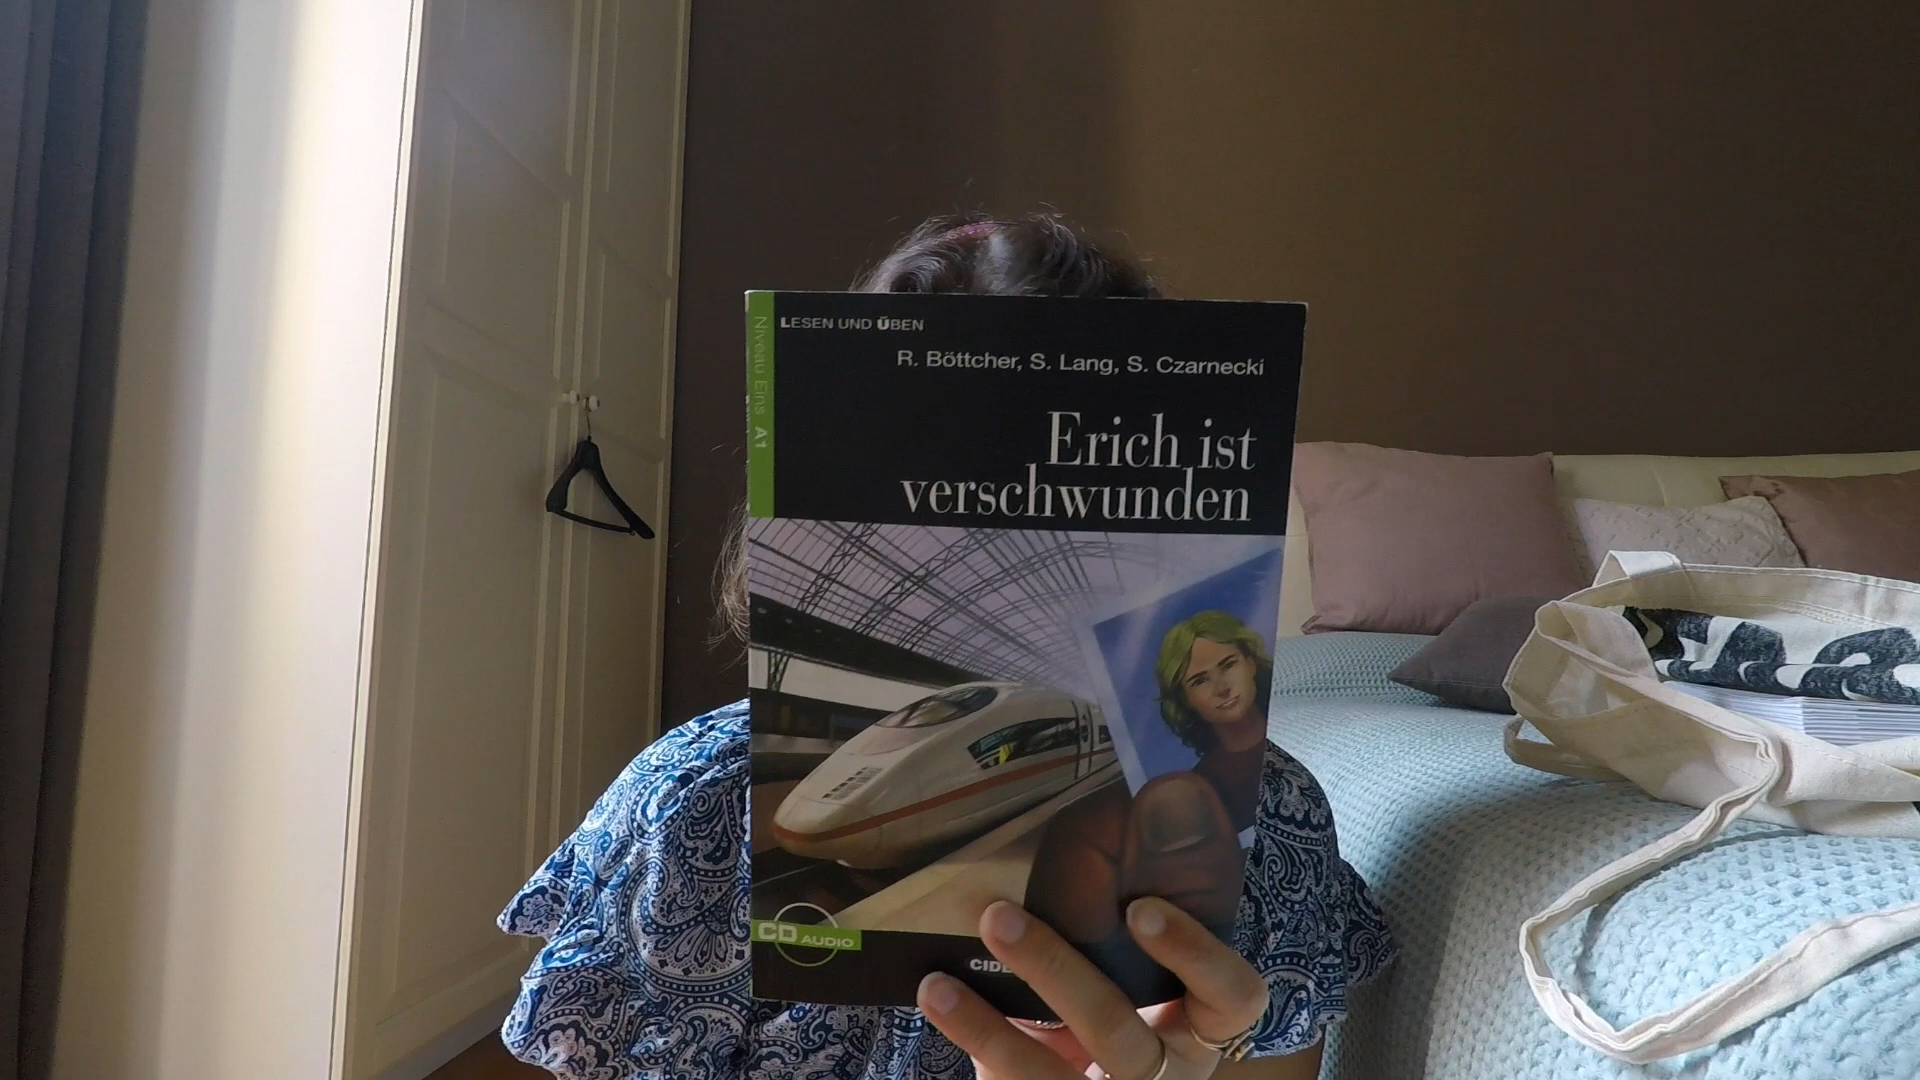 LESEN UND ÜBEN
R. Böttcher, S. Lang, S. Czarnecki
Niveau Eins A1
Erich ist
verschwunden
CD AUDIO